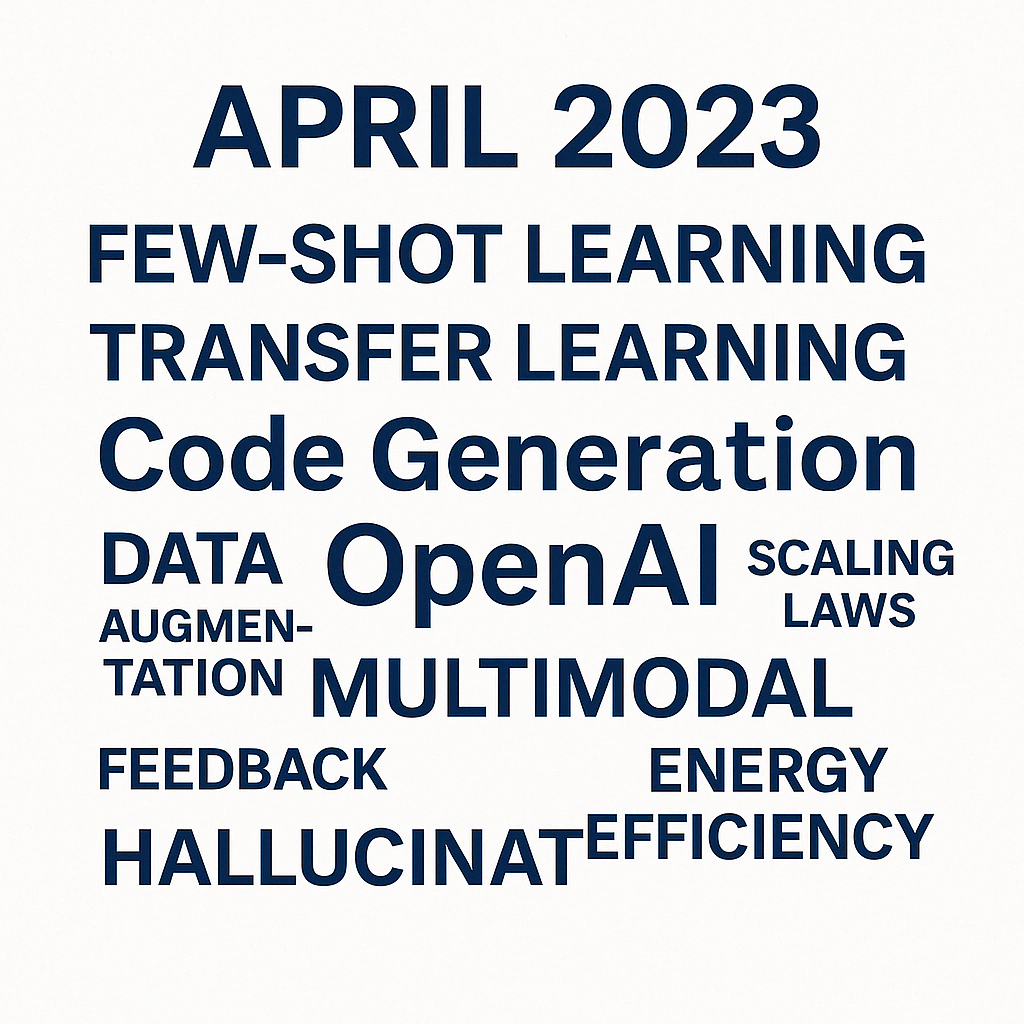 APRIL 2023
FEW-SHOT LEARNING
TRANSFER LEARNING
Code Generation
DATA
AUGMEN-
TATION
OpenAI
SCALING
LAWS
MULTIMODAL
FEEDBACK
HALLUCINAT
ENERGY
EFFICIENCY